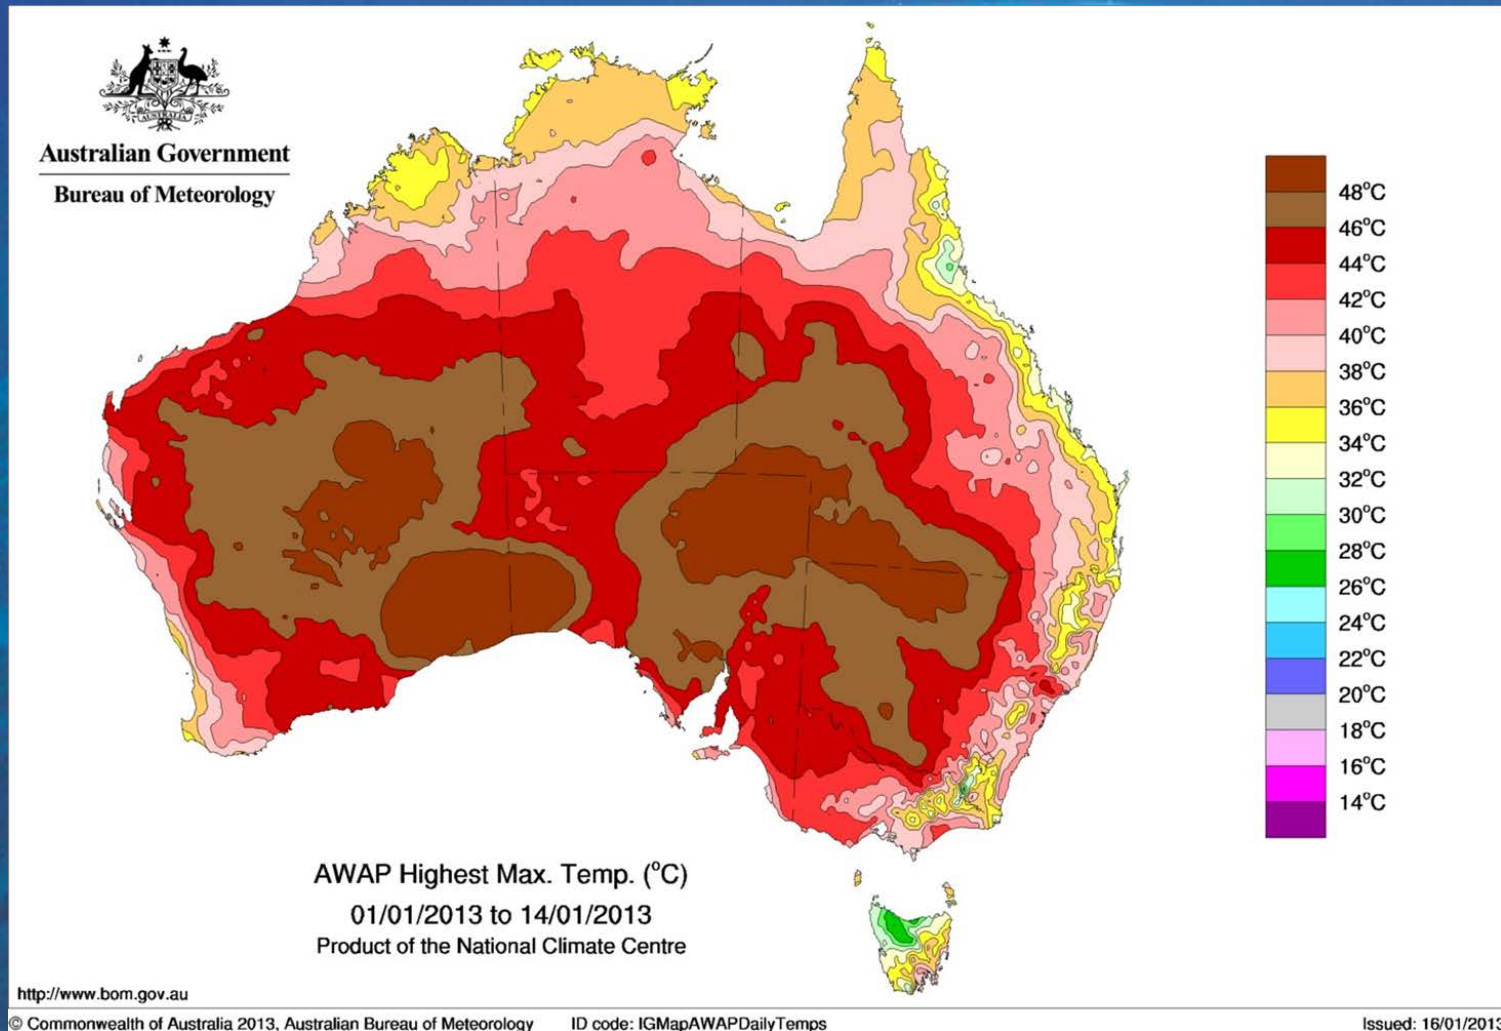 AUSTRALIA
Australian Government
Bureau of Meteorology
48°C
46°C
44°C
42°C
40°C
38°C
36°C
34°C
32°C
30°C
28°C
26°C
24°C
22°C
20°C
18°C
16°C
14°C
AWAP Highest Max. Temp. (°C)
01/01/2013 to 14/01/2013
Product of the National Climate Centre
http://www.bom.gov.au
© Commonwealth of Australia 2013, Australian Bureau of Meteorology ID code: IGMapAWAPDailyTemps Issued: 16/01/2013